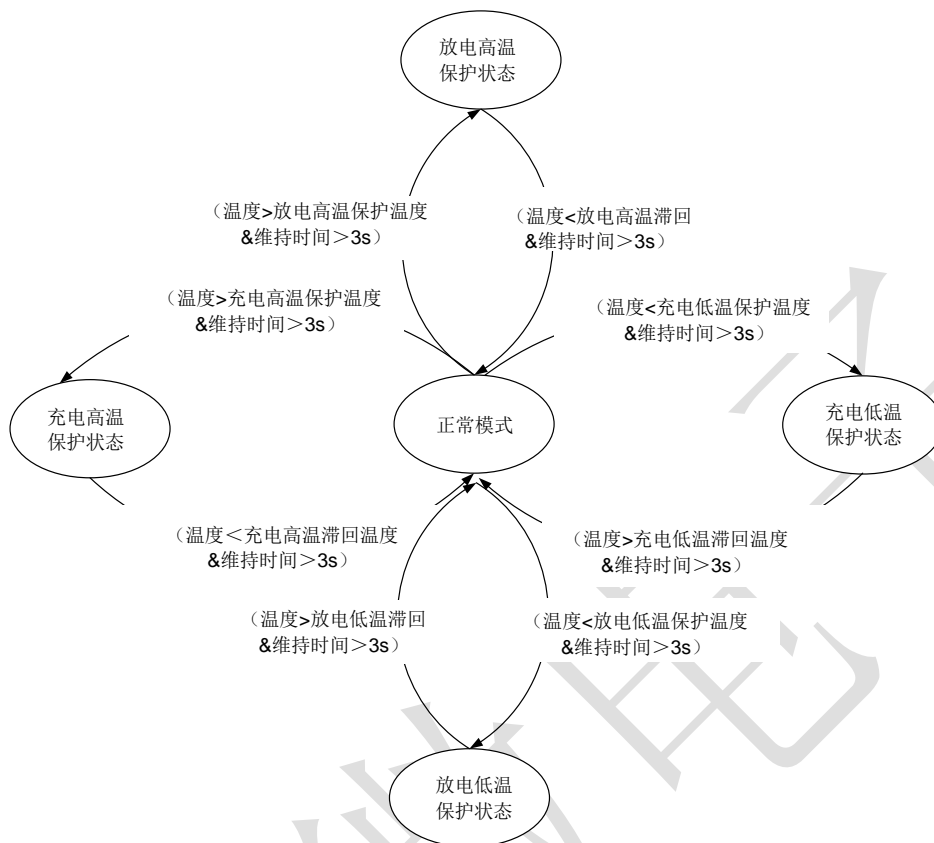 放电高温
保护状态
（温度>放电高温保护温度
&维持时间＞3s）
（温度<放电高温滞回
&维持时间＞3s）
（温度>充电高温保护温度
&维持时间＞3s）
（温度<充电低温保护温度
&维持时间＞3s）
充电高温
保护状态
正常模式
充电低温
保护状态
（温度＜充电高温滞回温度
&维持时间＞3s）
（温度>充电低温滞回温度
&维持时间＞3s）
（温度>放电低温滞回
&维持时间＞3s）
（温度<放电低温保护温度
&维持时间＞3s）
放电低温
保护状态